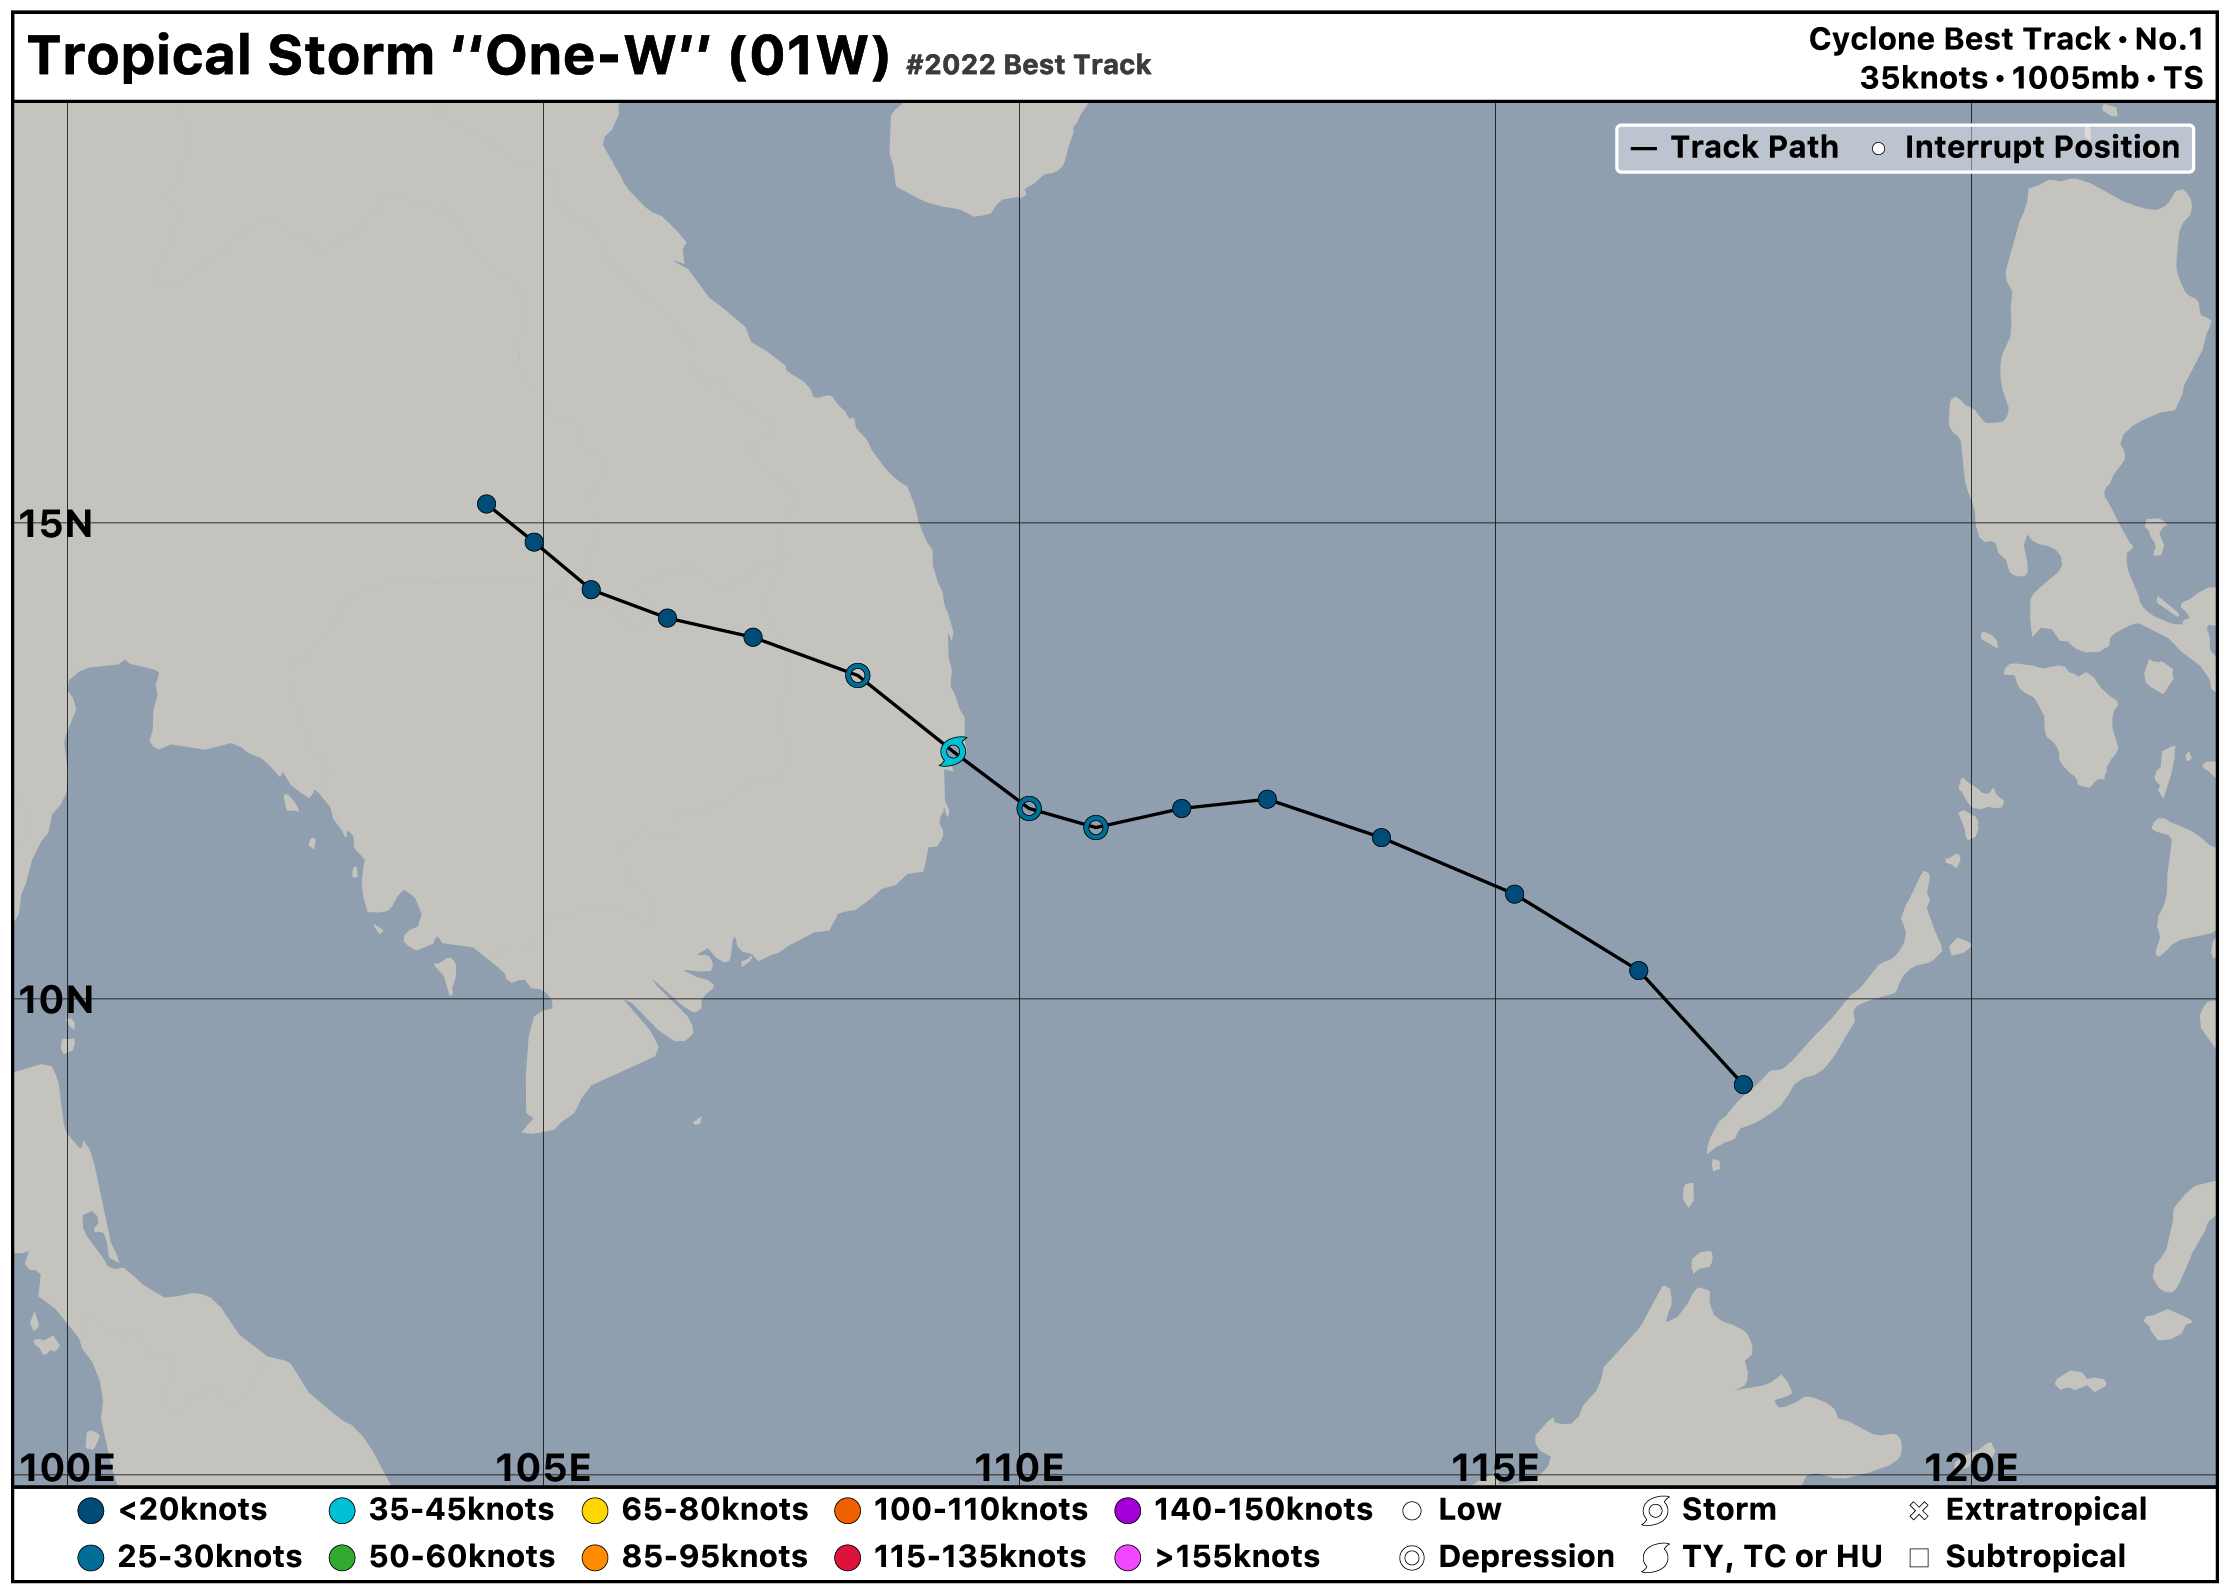 Tropical Storm ‘‘One-W’’ (01W) #2022 Best Track
Cyclone Best Track · No.1
35knots · 1005mb · TS
Track Path
Interrupt Position
15N
10N
100E
105E
110E
115E
120E
<20knots
35-45knots
65-80knots
100-110knots
140-150knots
Low
Storm
Extratropical
25-30knots
50-60knots
85-95knots
115-135knots
>155knots
Depression
TY, TC or HU
Subtropical